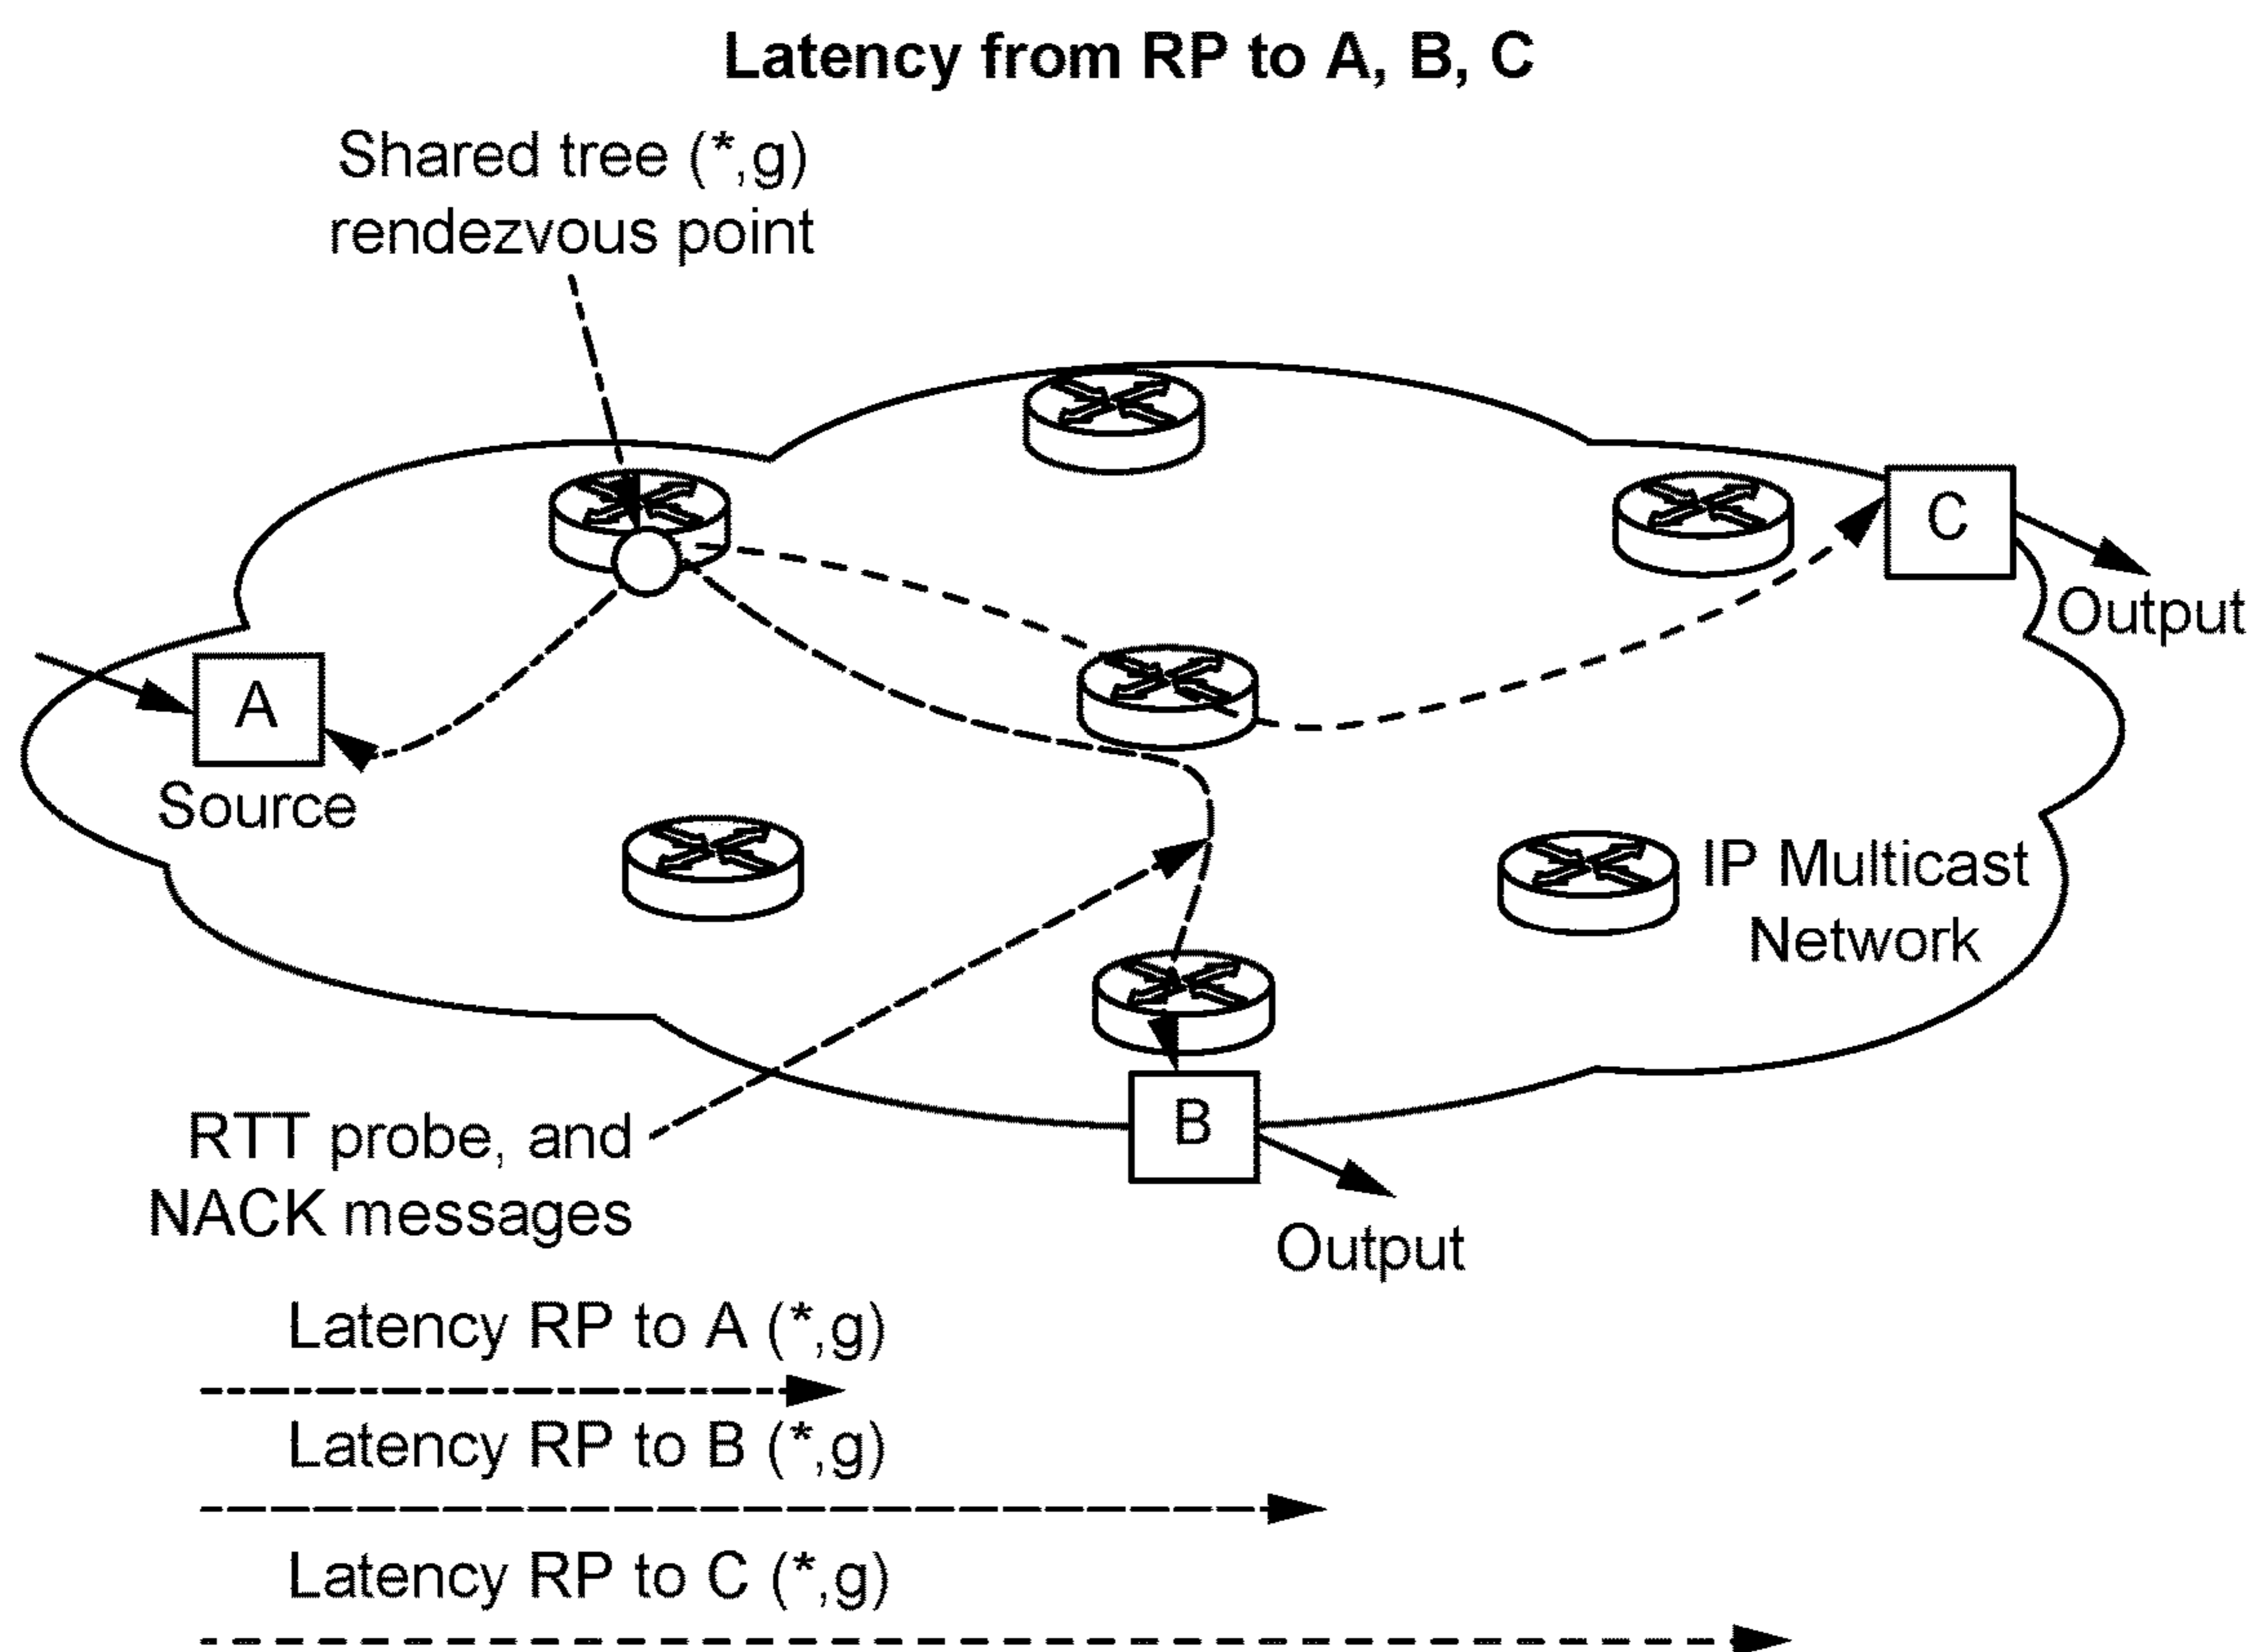 Latency from RP to A, B, C
Shared tree (*,g)
rendezvous point
C
Output
A
Source
IP Multicast
Network
B
RTT probe, and
NACK messages
Output
Latency RP to A (*,g)
Latency RP to B (*,g)
Latency RP to C (*,g)